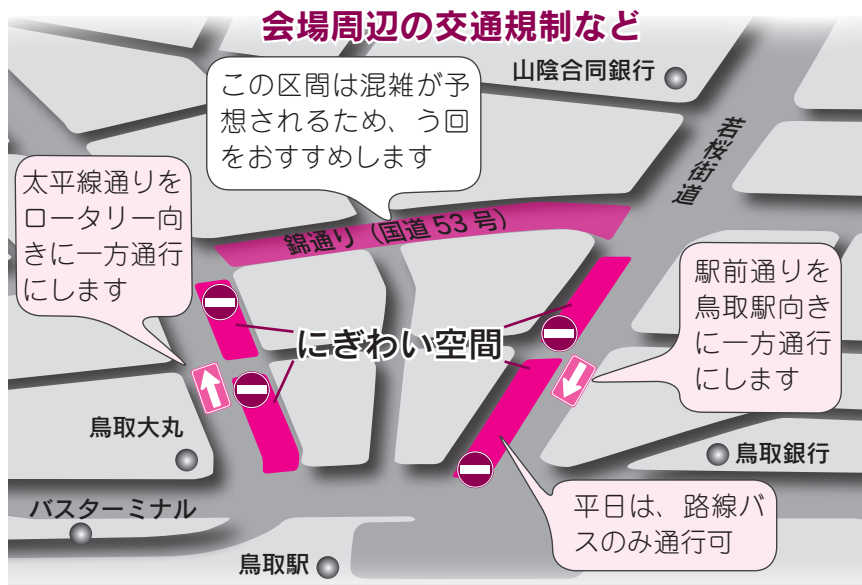 会場周辺の交通規制など
山陰合同銀行
この区間は混雑が予
想されるため、う回
をおすすめします
若桜街道
太平線通りを
ロータリー向
きに一方通行
にします
錦通り（国道53号）
駅前通りを
鳥取駅向き
に一方通行
にします
にぎわい空間
鳥取大丸
鳥取銀行
平日は、路線バ
スのみ通行可
バスターミナル
鳥取駅